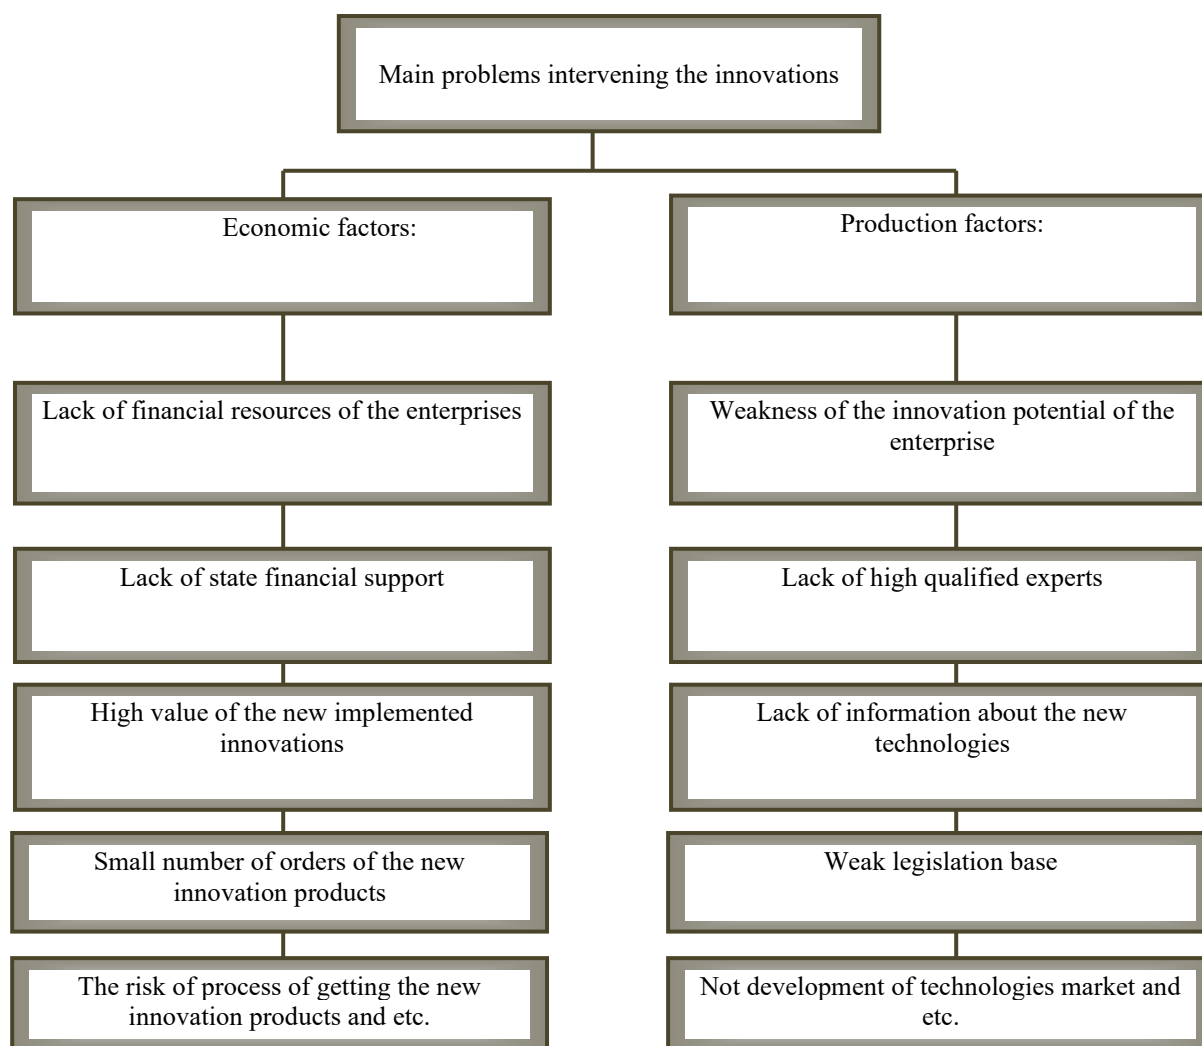 Main problems intervening the innovations
Economic factors:
Production factors:
Lack of financial resources of the enterprises
Weakness of the innovation potential of the
enterprise
Lack of state financial support
Lack of high qualified experts
High value of the new implemented
innovations
Lack of information about the new
technologies
Small number of orders of the new
innovation products
Weak legislation base
The risk of process of getting the new
innovation products and etc.
Not development of technologies market and
etc.